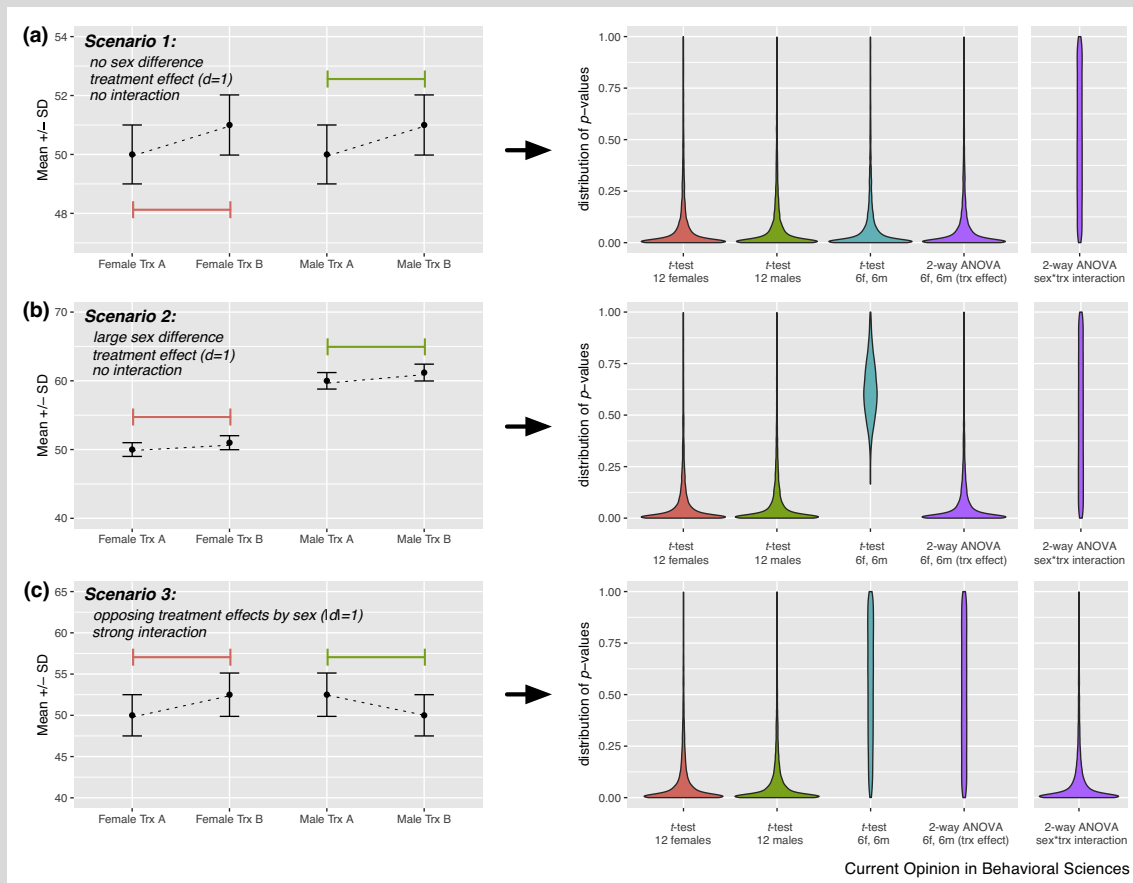 (a)
Scenario 1:
no sex difference
treatment effect (d=1)
no interaction
Mean +/− SD
54
52
50
48
Female Trx A
Female Trx B
Male Trx A
Male Trx B
distribution of p−values
1.00
0.75
0.50
0.25
0.00
t-test
12 females
t-test
12 males
t-test
6f, 6m
2-way ANOVA
6f, 6m (trx effect)
2-way ANOVA
sex*trx interaction
(b)
Scenario 2:
large sex difference
treatment effect (d=1)
no interaction
Mean +/− SD
70
60
50
40
Female Trx A
Female Trx B
Male Trx A
Male Trx B
distribution of p−values
1.00
0.75
0.50
0.25
0.00
t-test
12 females
t-test
12 males
t-test
6f, 6m
2-way ANOVA
6f, 6m (trx effect)
2-way ANOVA
sex*trx interaction
(c)
Scenario 3:
opposing treatment effects by sex (|d|=1)
strong interaction
Mean +/− SD
65
60
55
50
45
40
Female Trx A
Female Trx B
Male Trx A
Male Trx B
distribution of p−values
1.00
0.75
0.50
0.25
0.00
t-test
12 females
t-test
12 males
t-test
6f, 6m
2-way ANOVA
6f, 6m (trx effect)
2-way ANOVA
sex*trx interaction
Current Opinion in Behavioral Sciences